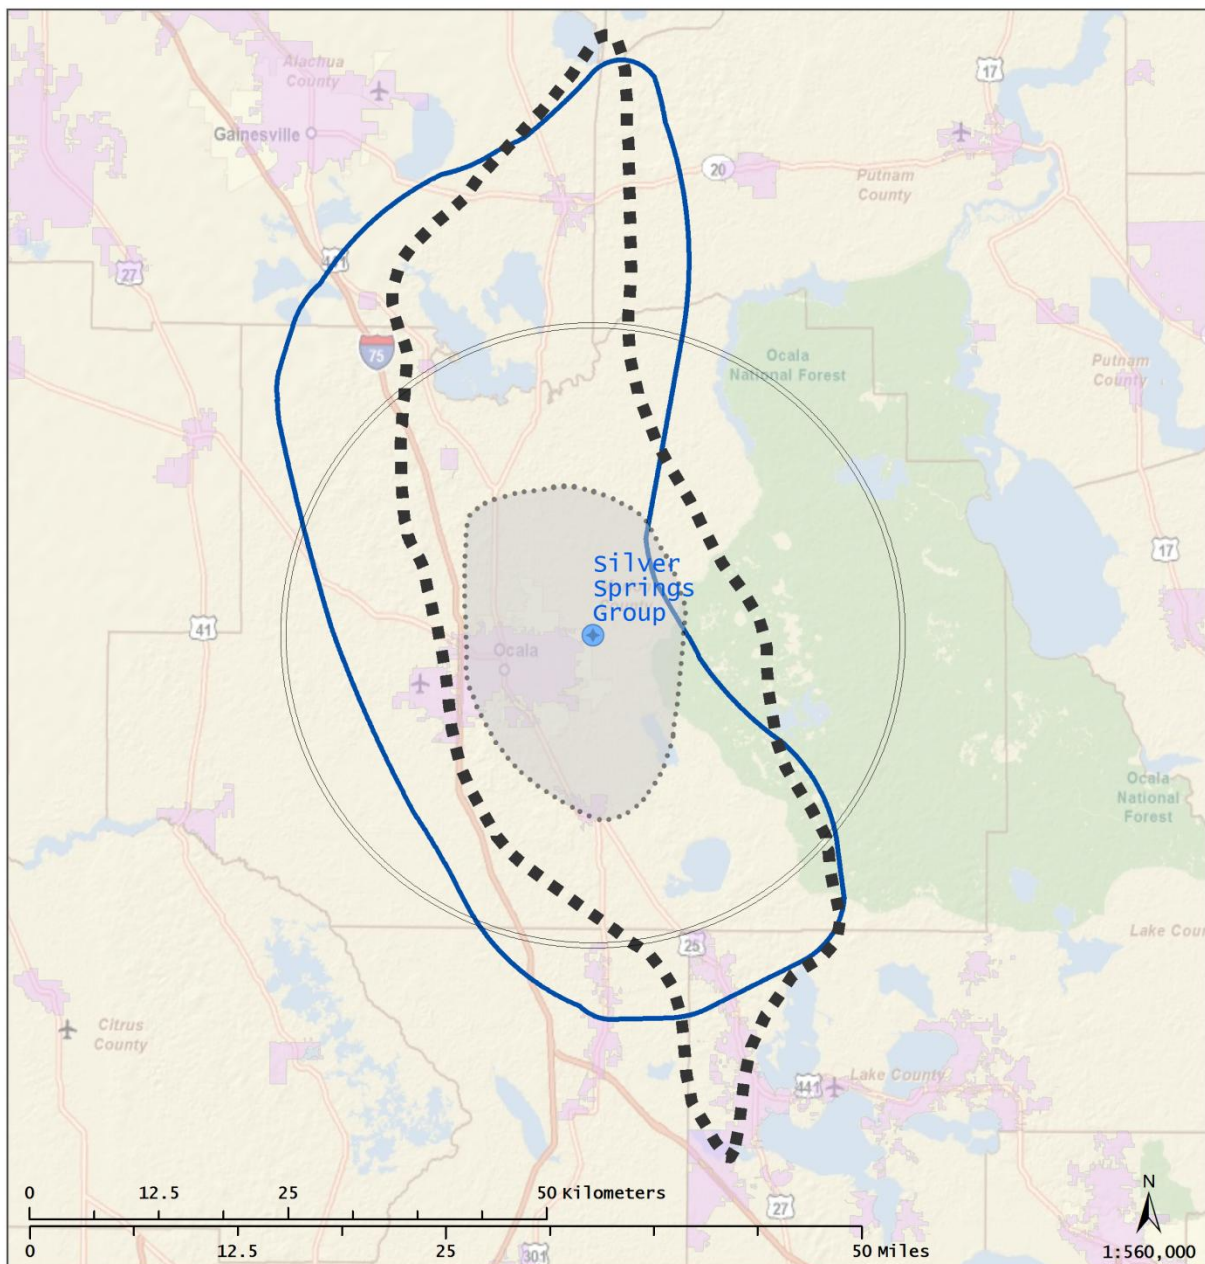 17
Alachua
County
Gainesville
20
Putnam
County
441
27
75
Ocala
National Forest
Putnam
County
17
Silver
Springs
Group
41
Ocala
Ocala
National
Forest
25
Lake Coun
Citrus
County
441
Lake County
0 12.5 25 50 Kilometers
27
N
0 12.5 25 50 Miles
301
1:560,000